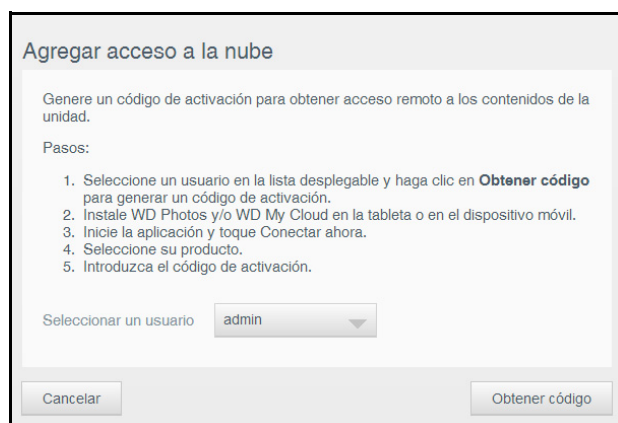 Agregar acceso a la nube
Genere un código de activación para obtener acceso remoto a los contenidos de la
unidad.
Pasos:
1. Seleccione un usuario en la lista desplegable y haga clic en Obtener código
para generar un código de activación.
2. Instale WD Photos y/o WD My Cloud en la tableta o en el dispositivo móvil.
3. Inicie la aplicación y toque Conectar ahora.
4. Seleccione su producto.
5. Introduzca el código de activación.
Seleccionar un usuario admin
Cancelar Obtener código